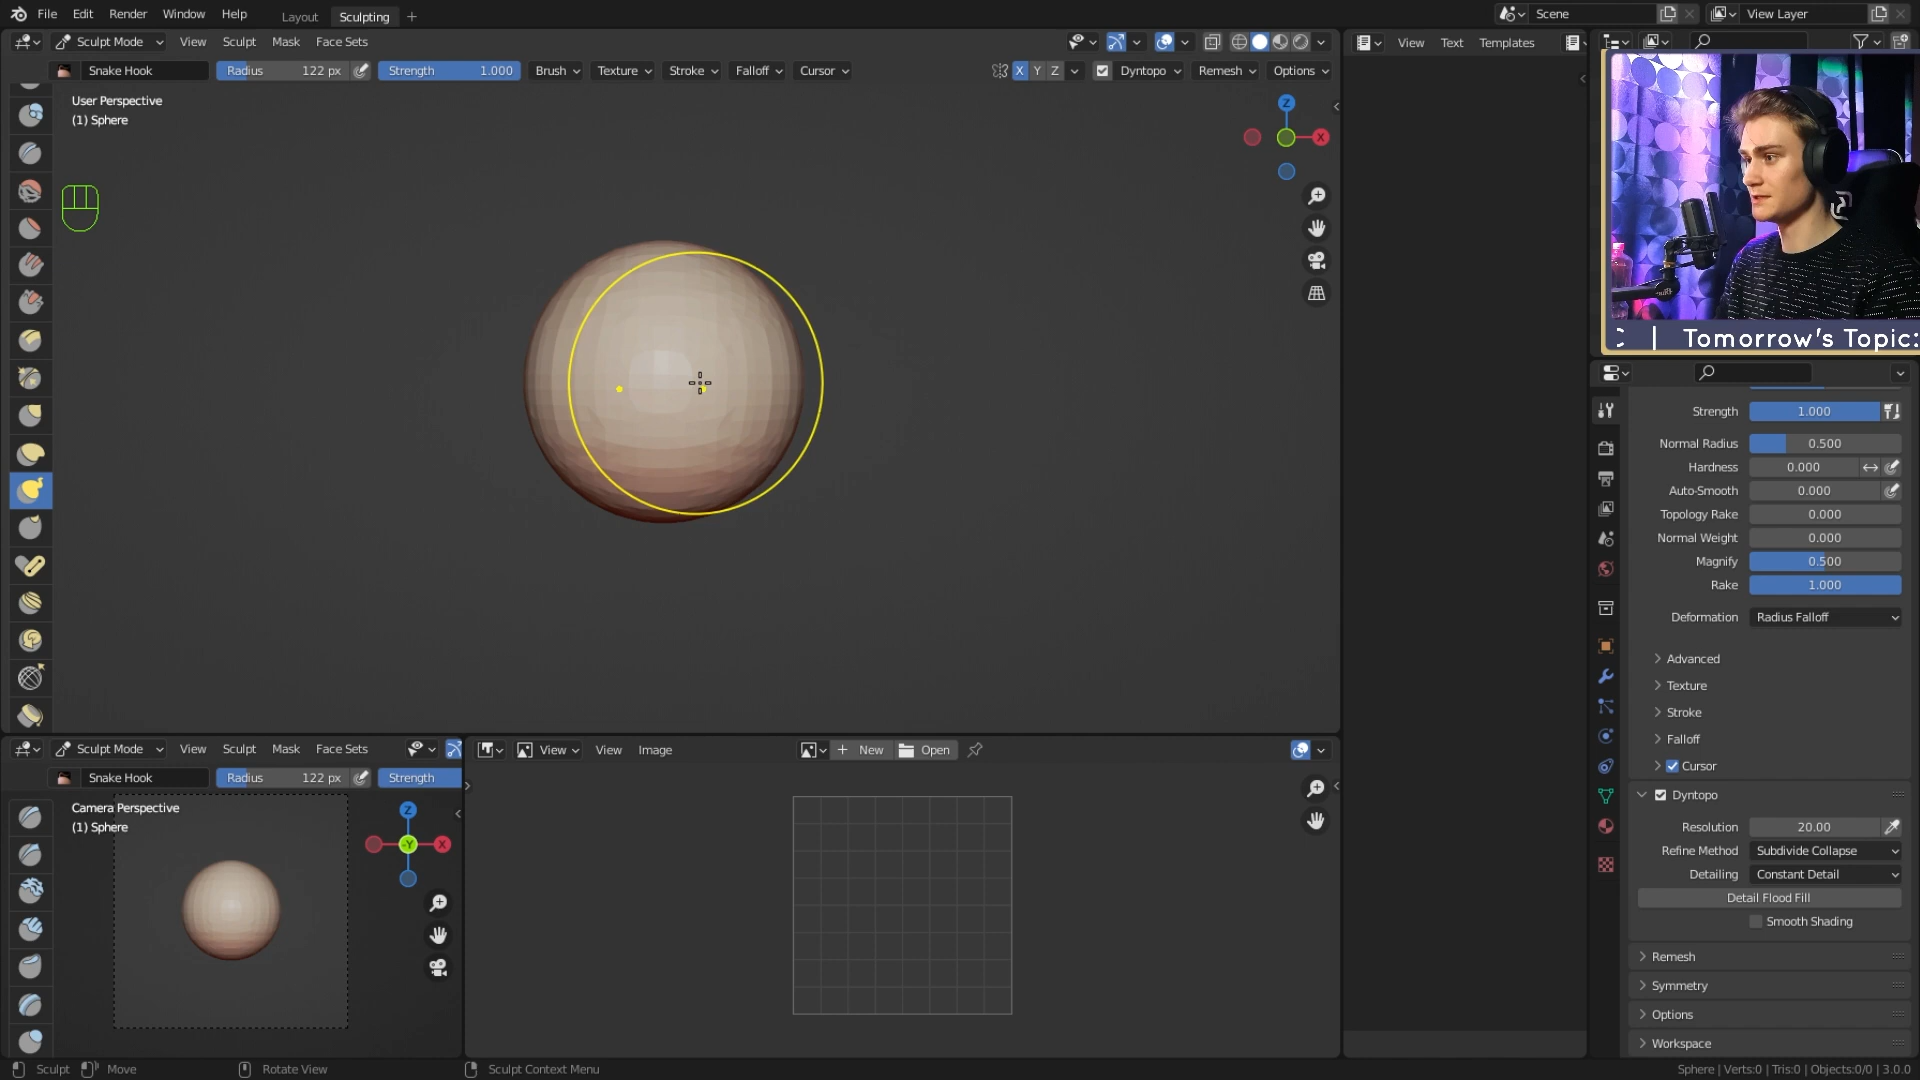 File Edit Render Window Help Layout Sculpting + Scene View Layer
Sculpt Mode View Sculpt Mask Face Sets View Text Templates
Snake Hook Radius 122 px Strength 1.000 Brush Texture Stroke Falloff Cursor X Y Z Dyntopo Remesh Options
User Perspective
(1) Sphere
Z
X
| Tomorrow's Topic:
Strength 1.000
Normal Radius 0.500
Hardness 0.000
Auto-Smooth 0.000
Topology Rake 0.000
Normal Weight 0.000
Magnify 0.500
Rake 1.000
Deformation Radius Falloff
Advanced
Texture
Stroke
Falloff
Cursor
Dyntopo
Resolution 20.00
Refine Method Subdivide Collapse
Detailing Constant Detail
Detail Flood Fill
Smooth Shading
Remesh
Symmetry
Options
Workspace
Sculpt Mode View Sculpt Mask Face Sets
Snake Hook Radius 122 px Strength
Camera Perspective
(1) Sphere
Z
-Y X
View View Image + New Open
Sculpt Move Rotate View Sculpt Context Menu Sphere | Verts:0 | Tris:0 | Objects:0/0 | 3.0.0